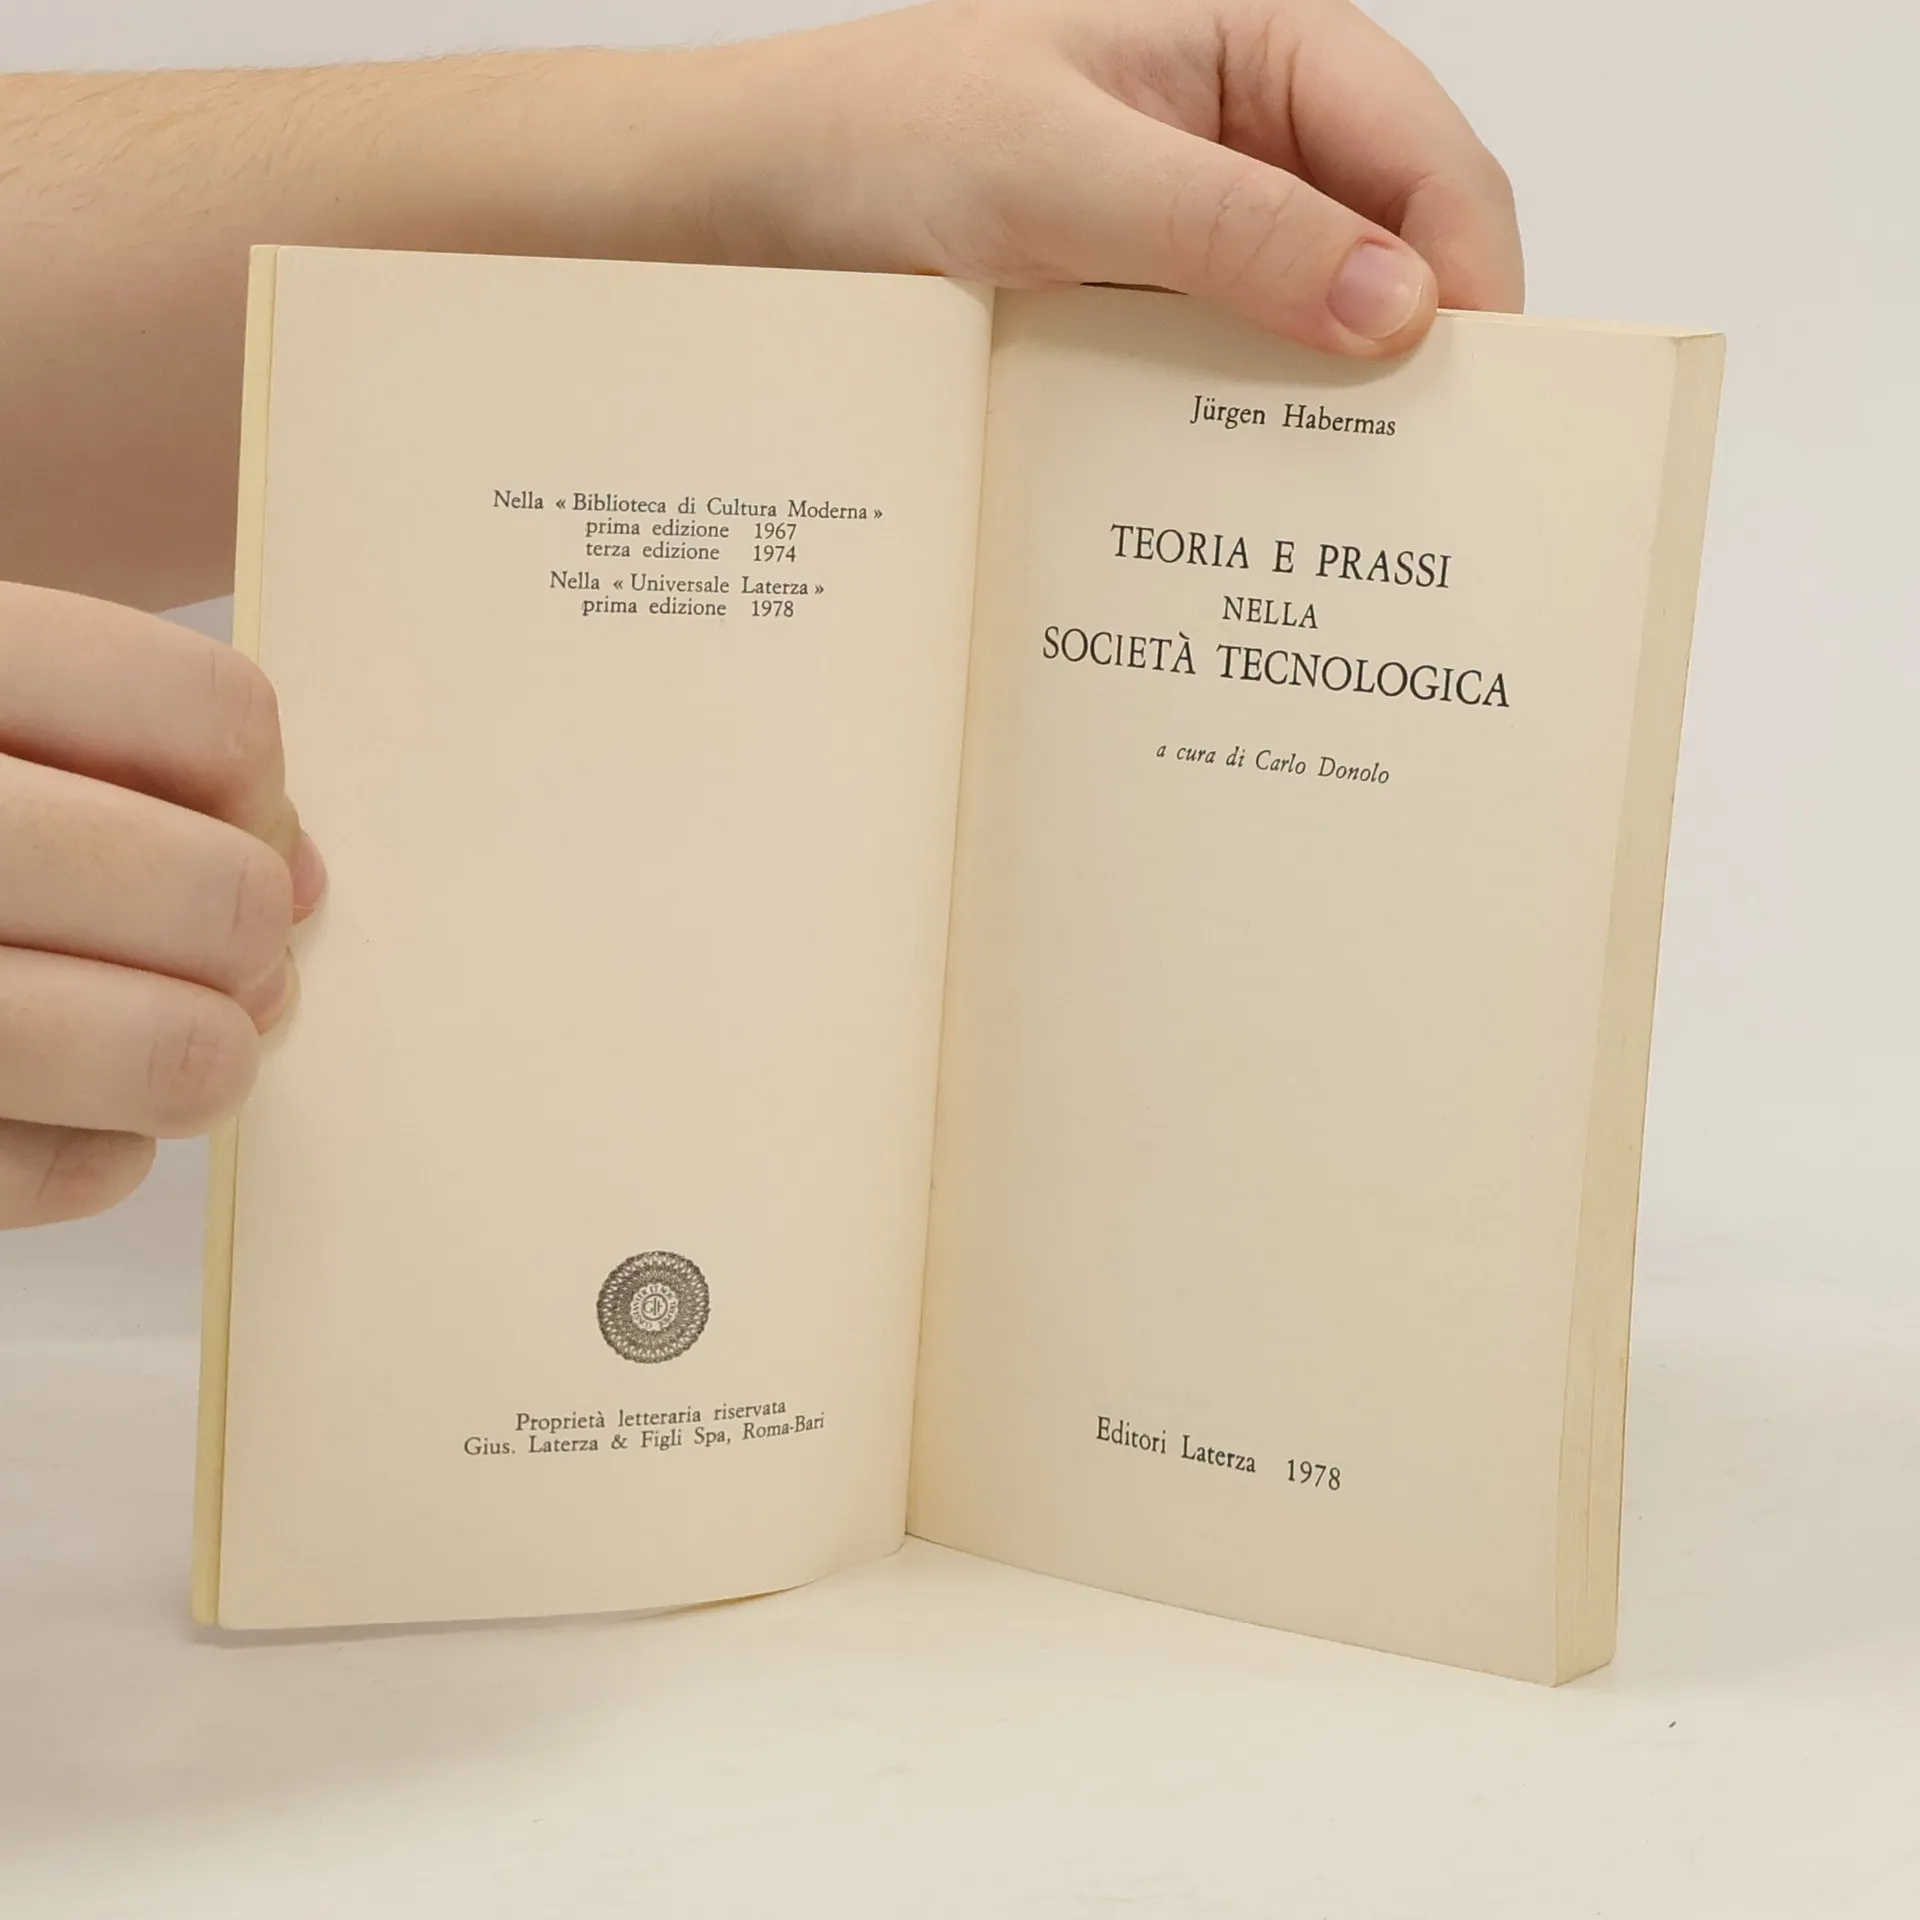 Nella « Biblioteca di Cultura Moderna »
prima edizione 1967
terza edizione 1974
Nella « Universale Laterza »
prima edizione 1978
Proprietà letteraria riservata
Gius. Laterza & Figli Spa, Roma-Bari
Jürgen Habermas
TEORIA E PRASSI
NELLA
SOCIETÀ TECNOLOGICA
a cura di Carlo Donolo
Editori Laterza 1978